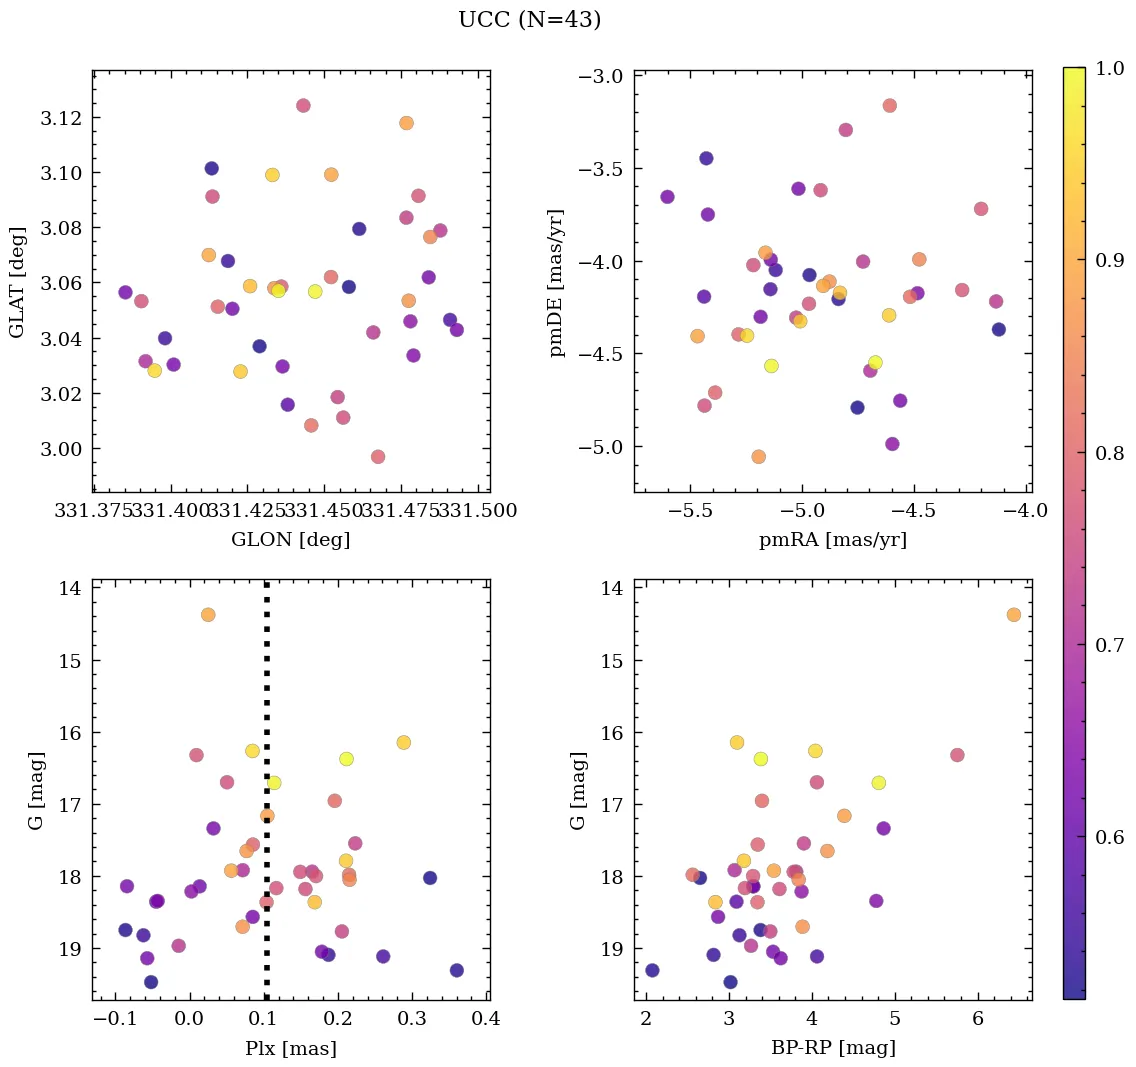 UCC (N=43)
3.12
3.10
3.08
3.06
3.04
3.02
3.00
GLAT [deg]
331.375 331.400 331.425 331.450 331.475 331.500
GLON [deg]
−3.0
−3.5
−4.0
−4.5
−5.0
pmDE [mas/yr]
−5.5 −5.0 −4.5 −4.0
pmRA [mas/yr]
1.0
0.9
0.8
0.7
0.6
14
15
16
17
18
19
G [mag]
−0.1 0.0 0.1 0.2 0.3 0.4
Plx [mas]
14
15
16
17
18
19
G [mag]
2 3 4 5 6
BP-RP [mag]